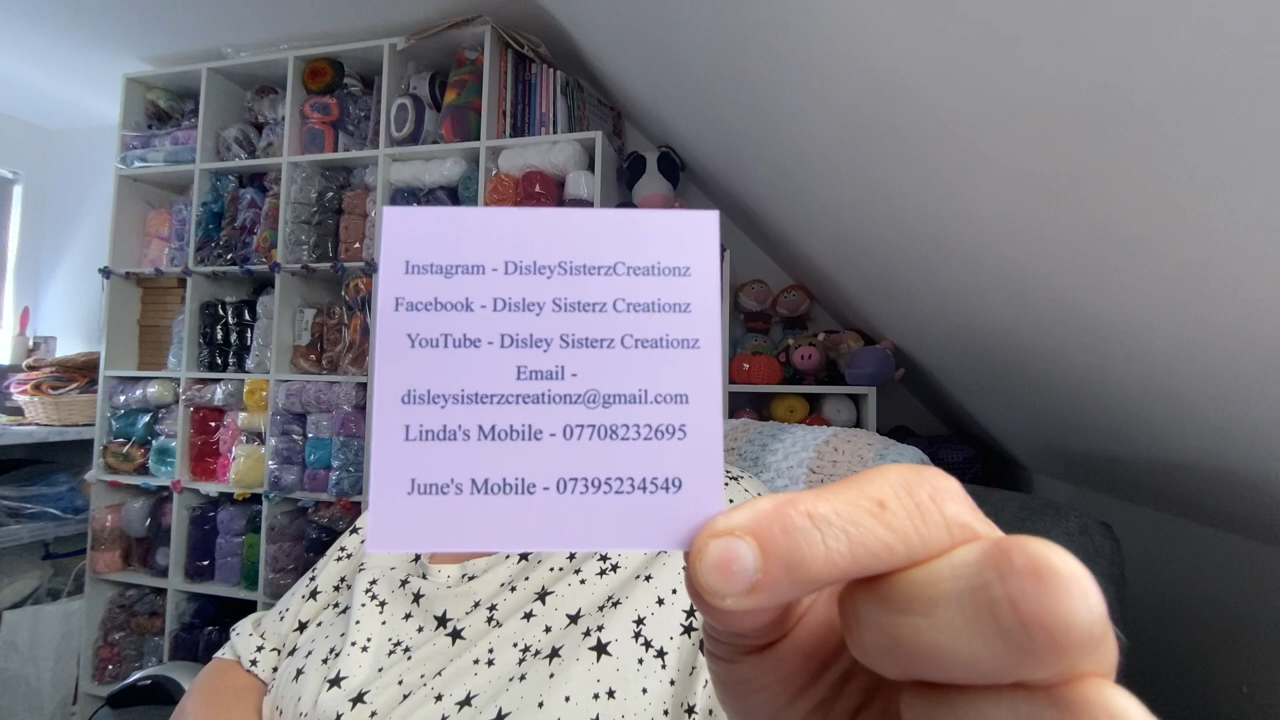 Instagram - DisleySisterzCreationz
Facebook - Disley Sisterz Creationz
YouTube - Disley Sisterz Creationz
Email -
disleysisterzcreationz@gmail.com
Linda's Mobile - 07708232695
June's Mobile - 07395234549